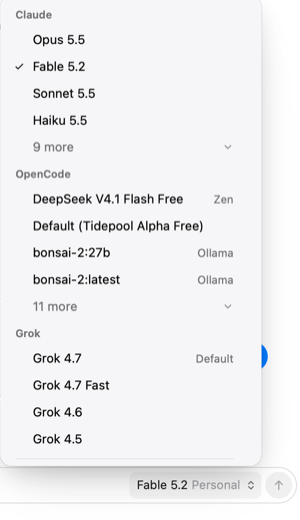 Claude
Opus 5.5
Fable 5.2
Sonnet 5.5
Haiku 5.5
9 more
OpenCode
DeepSeek V4.1 Flash Free Zen
Default (Tidepool Alpha Free)
bonsai-2:27b Ollama
bonsai-2:latest Ollama
11 more
Grok
Grok 4.7 Default
Grok 4.7 Fast
Grok 4.6
Grok 4.5
Fable 5.2 Personal